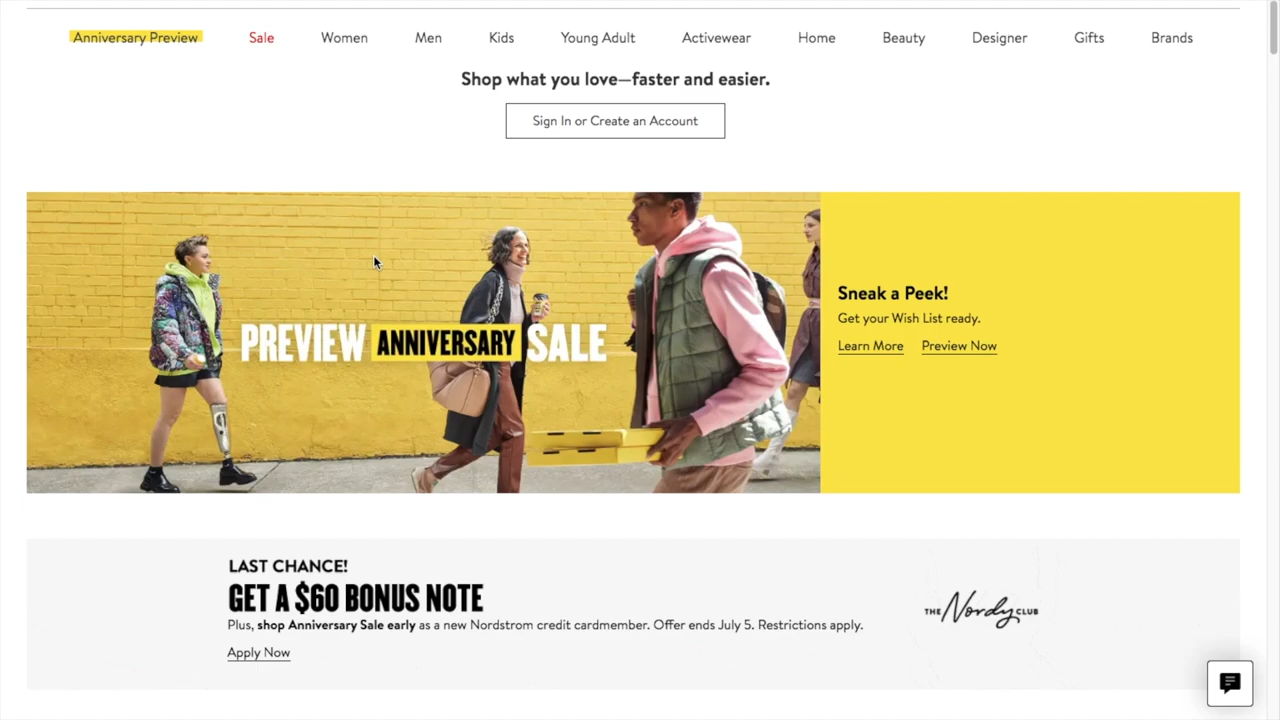 Anniversary Preview Sale Women Men Kids Young Adult Activewear Home Beauty Designer Gifts Brands
Shop what you love—faster and easier.
Sign In or Create an Account
PREVIEW ANNIVERSARY SALE
Sneak a Peek!
Get your Wish List ready.
Learn More Preview Now
LAST CHANCE!
GET A $60 BONUS NOTE
Plus, shop Anniversary Sale early as a new Nordstrom credit cardmember. Offer ends July 5. Restrictions apply.
Apply Now
THE Nordy CLUB